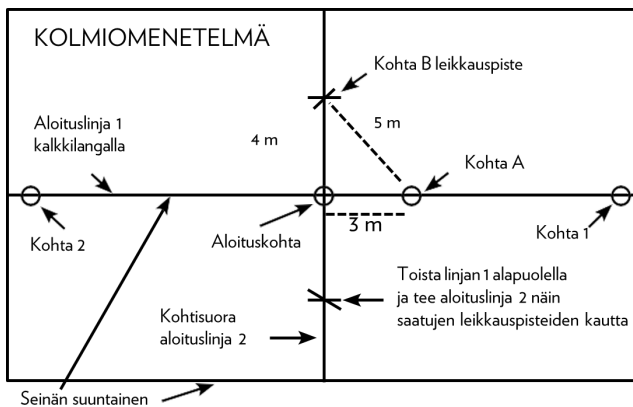 KOLMIOMENETELMÄ
Kohta B leikkauspiste
Aloituslinja 1
kalkkilangalla
4 m
5 m
Kohta A
Kohta 2
Aloituskohta
3 m
Kohta 1
Toista linjan 1 alapuolella
ja tee aloituslinja 2 näin
saatujen leikkauspisteiden kautta
Kohtisuora
aloituslinja 2
Seinän suuntainen